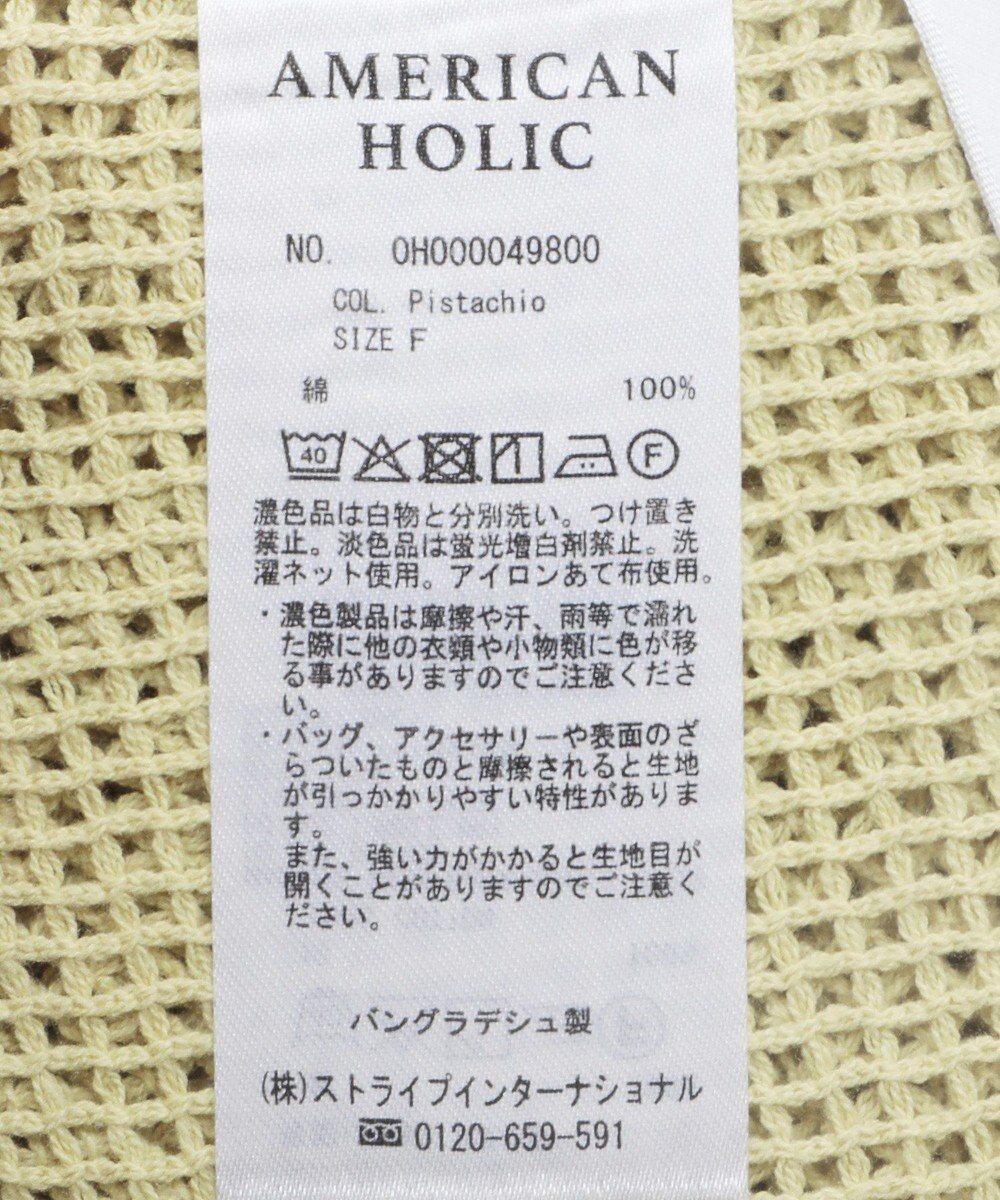 AMERICAN
HOLIC
NO. 0H000049800
COL. Pistachio
SIZE F
綿 100%
40 F
濃色品は白物と分別洗い。つけ置き
禁止。淡色品は蛍光増白剤禁止。洗
濯ネット使用。アイロンあて布使用。
・濃色製品は摩擦や汗、雨等で濡れ
た際に他の衣類や小物類に色が移
る事がありますのでご注意くださ
い。
・バッグ、アクセサリーや表面のざ
らついたものと摩擦されると生地
が引っかかりやすい特性がありま
す。
また、強い力がかかると生地目が
開くことがありますのでご注意く
ださい。
バングラデシュ製
(株)ストライプインターナショナル
0120-659-591